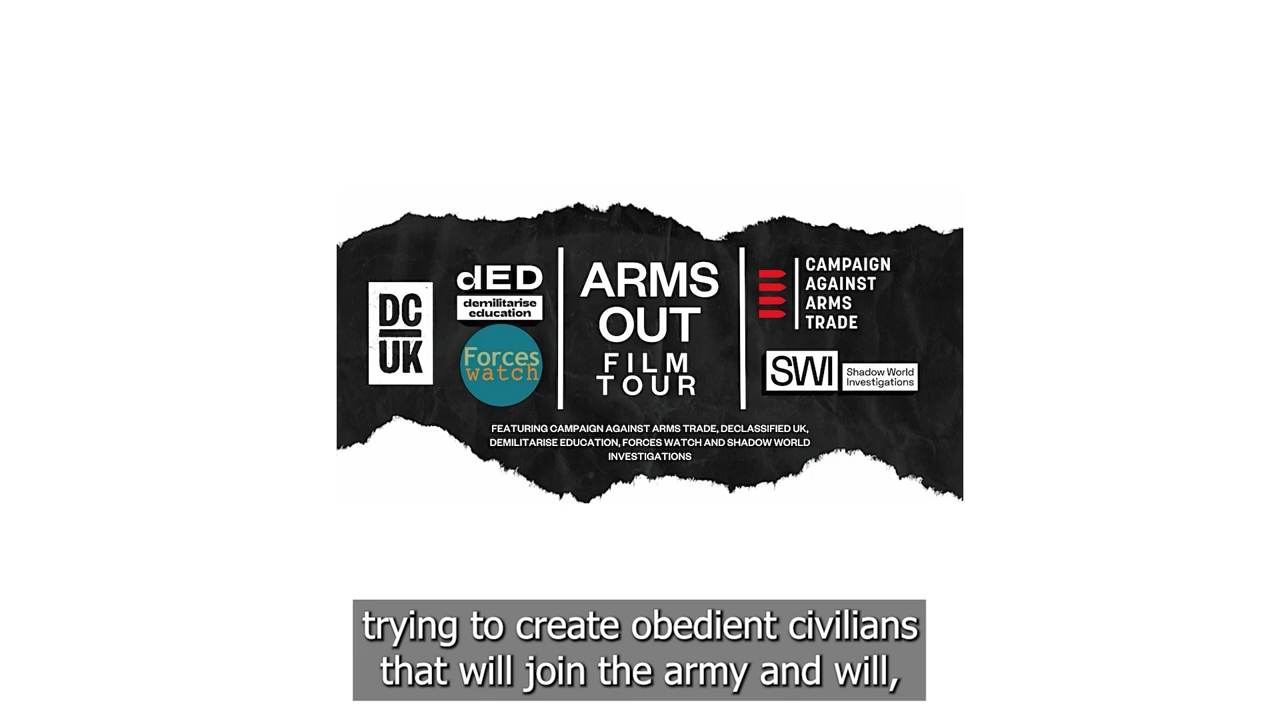 DC
UK
dED
demilitarise
education
Forces
watch
ARMS
OUT
FILM
TOUR
CAMPAIGN
AGAINST
ARMS
TRADE
SWI
Shadow World
Investigations
FEATURING CAMPAIGN AGAINST ARMS TRADE, DECLASSIFIED UK,
DEMILITARISE EDUCATION, FORCES WATCH AND SHADOW WORLD
INVESTIGATIONS
trying to create obedient civilians
that will join the army and will,